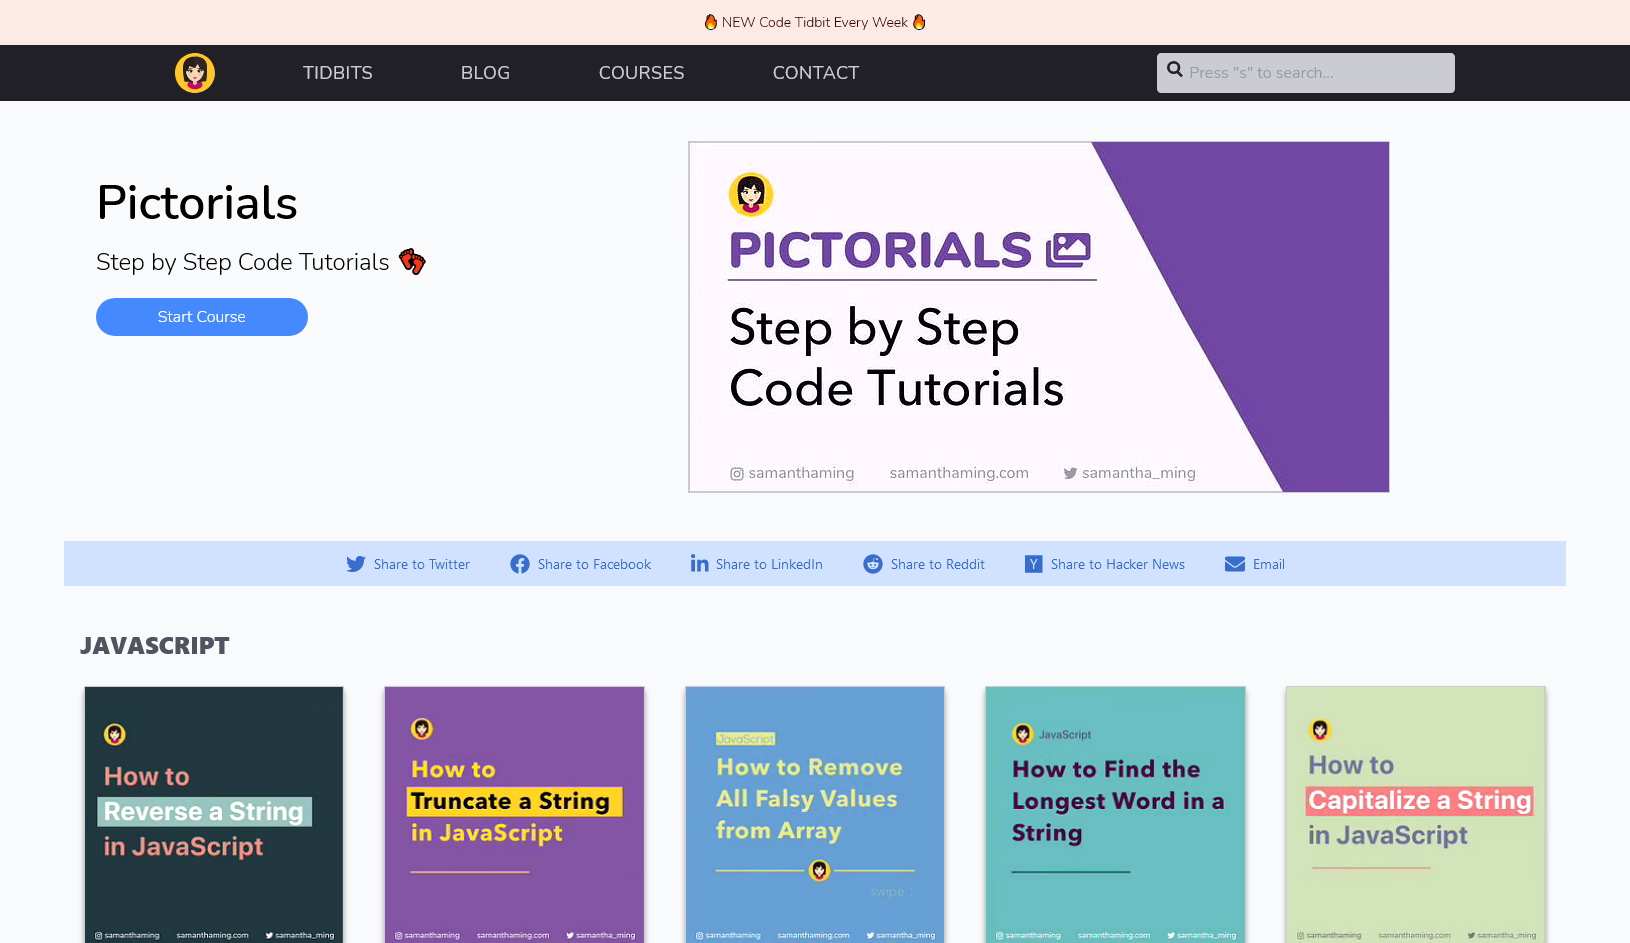 NEW Code Tidbit Every Week
TIDBITS
BLOG
COURSES
CONTACT
Press "s" to search...
Pictorials
Step by Step Code Tutorials
Start Course
PICTORIALS
Step by Step
Code Tutorials
samanthaming
samanthaming.com
samantha_ming
Share to Twitter
Share to Facebook
Share to LinkedIn
Share to Reddit
Share to Hacker News
Email
JAVASCRIPT
How to
Reverse a String
in JavaScript
samanthaming
samanthaming.com
samantha_ming
How to
Truncate a String
in JavaScript
samanthaming
samanthaming.com
samantha_ming
JavaScript
How to Remove
All Falsy Values
from Array
swipe
samanthaming
samanthaming.com
samantha_ming
JavaScript
How to Find the
Longest Word in a
String
samanthaming
samanthaming.com
samantha_ming
How to
Capitalize a String
in JavaScript
samanthaming
samanthaming.com
samantha_ming